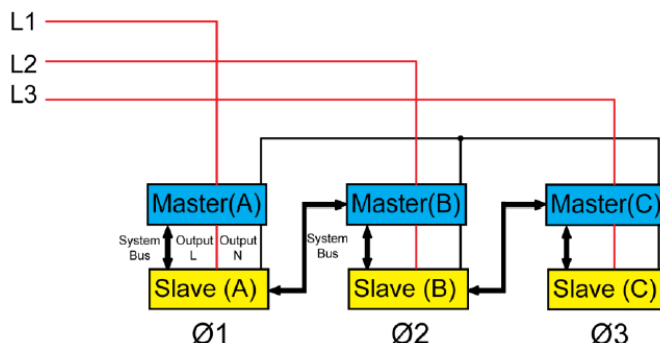 L1
L2
L3
Master(A)
Master(B)
Master(C)
System
Bus
Output
L
Output
N
System
Bus
Slave (A)
Slave (B)
Slave (C)
Ø1
Ø2
Ø3